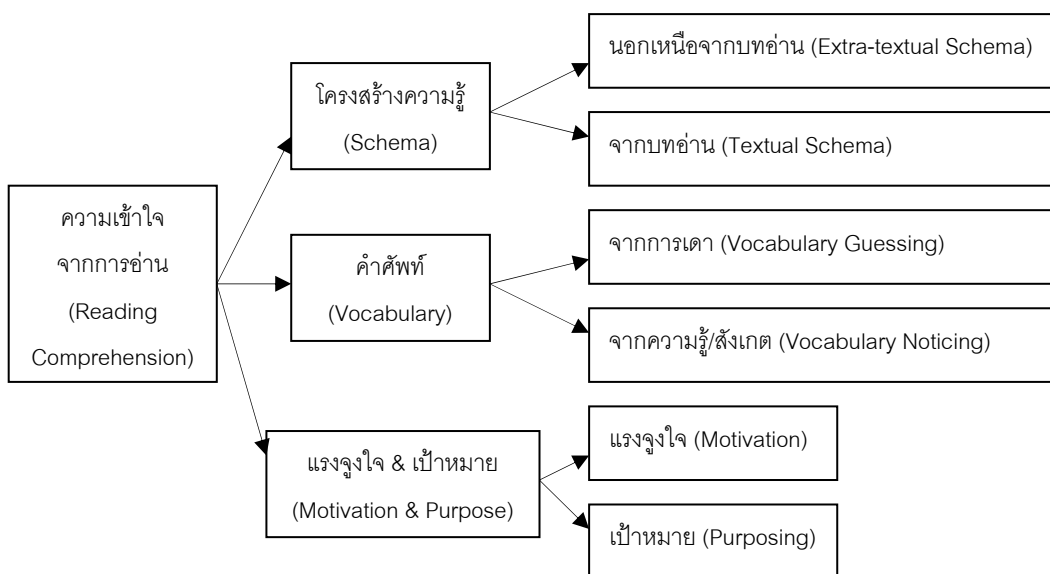 ความเข้าใจ
จากการอ่าน
(Reading
Comprehension)
โครงสร้างความรู้
(Schema)
นอกเหนือจากบทอ่าน (Extra-textual Schema)
จากบทอ่าน (Textual Schema)
คำศัพท์
(Vocabulary)
จากการเดา (Vocabulary Guessing)
จากความรู้/สังเกต (Vocabulary Noticing)
แรงจูงใจ & เป้าหมาย
(Motivation & Purpose)
แรงจูงใจ (Motivation)
เป้าหมาย (Purposing)